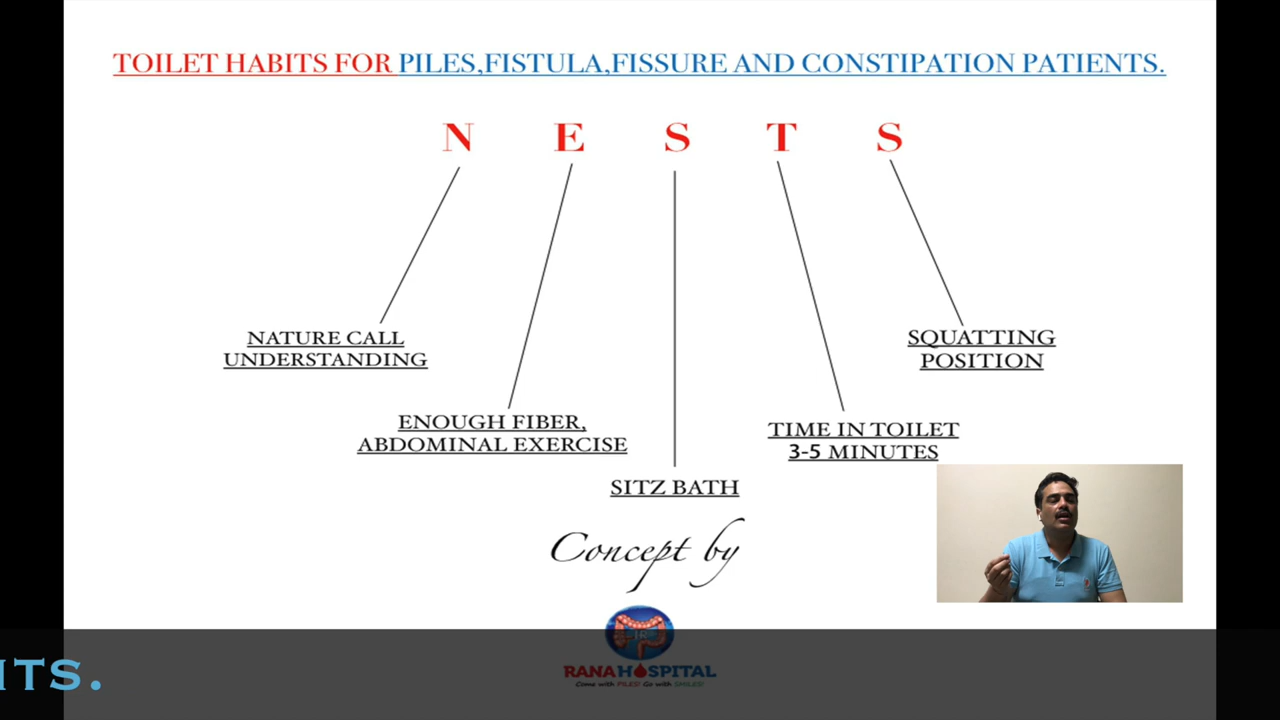 TOILET HABITS FOR PILES,FISTULA,FISSURE AND CONSTIPATION PATIENTS.
N E S T S
NATURE CALL
UNDERSTANDING
ENOUGH FIBER,
ABDOMINAL EXERCISE
SITZ BATH
TIME IN TOILET
3-5 MINUTES
SQUATTING
POSITION
Concept by
RANA HOSPITAL
Come with PILES! Go with SMILES!
ITS.